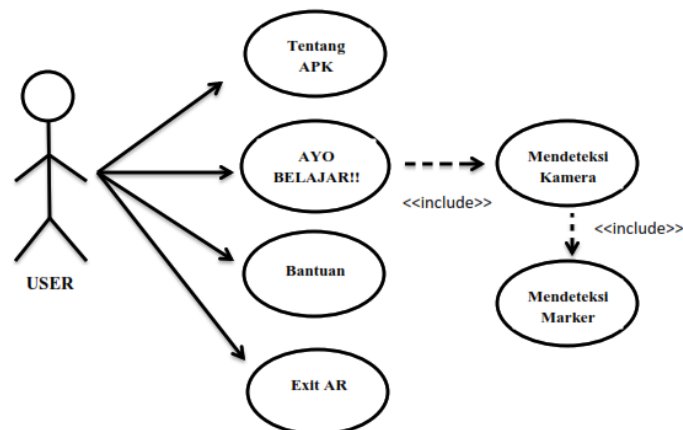 Tentang
APK
AYO
BELAJAR!!
<<include>>
Mendeteksi
Kamera
<<include>>
Mendeteksi
Marker
Bantuan
USER
Exit AR